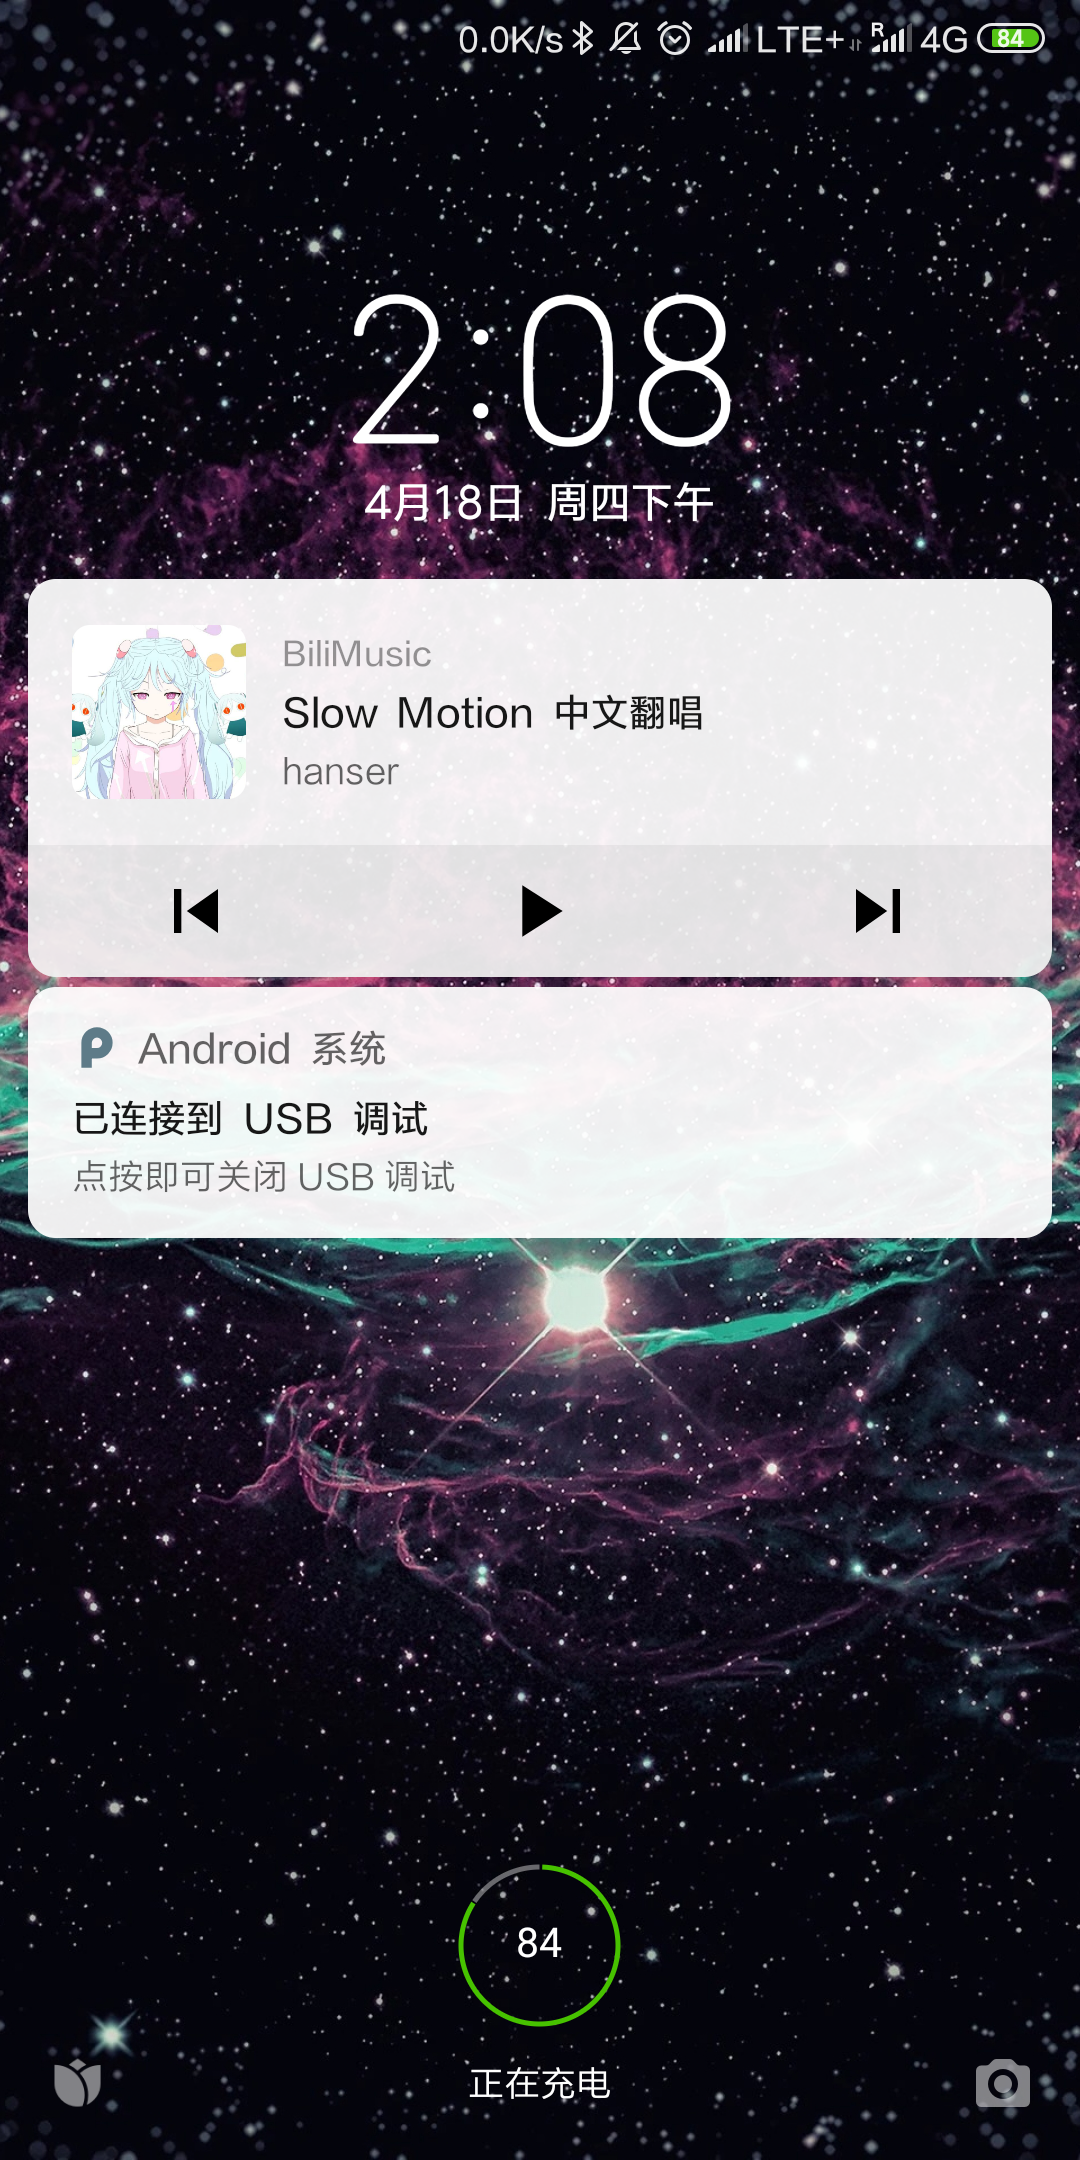 0.0K/s LTE+ R 4G 84
2:08
4月18日 周四下午
BiliMusic
Slow Motion 中文翻唱
hanser
Android 系统
已连接到 USB 调试
点按即可关闭 USB 调试
84
正在充电